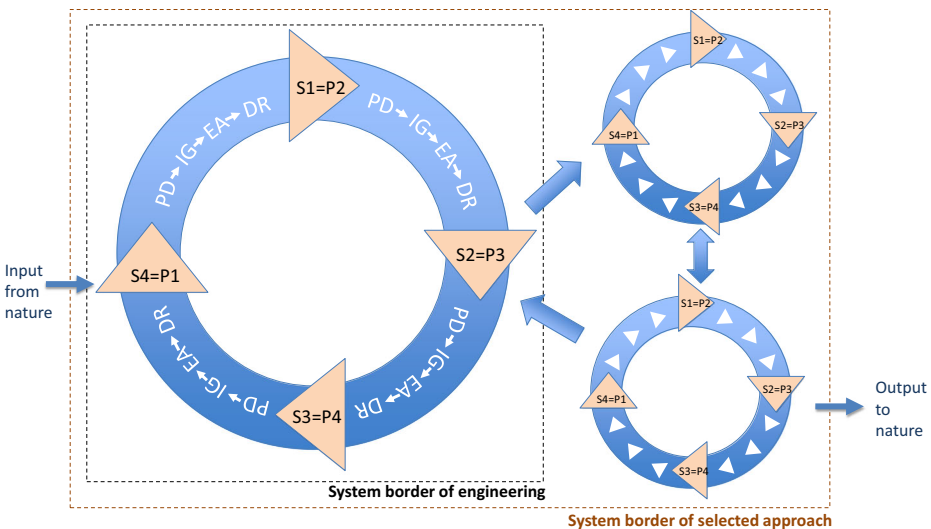 S1=P2
PD→IG→EA→DR
PD→IG→EA→DR
S4=P1
S2=P3
PD→IG→EA→DR
PD→IG→EA→DR
S3=P4
Input
from
nature
System border of engineering
S1=P2
S2=P3
S4=P1
S3=P4
S1=P2
S2=P3
S4=P1
S3=P4
Output
to
nature
System border of selected approach